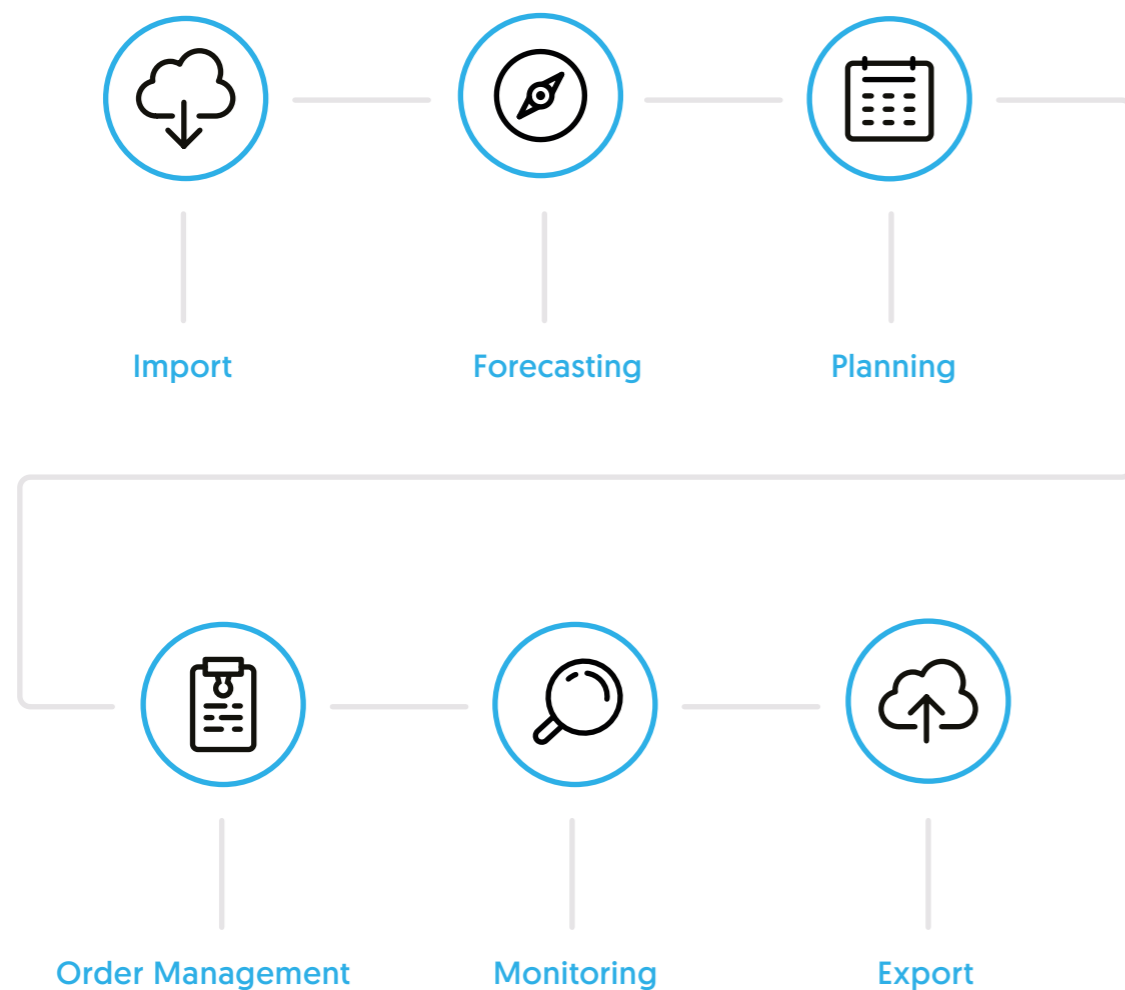 Import
Forecasting
Planning
Order Management
Monitoring
Export